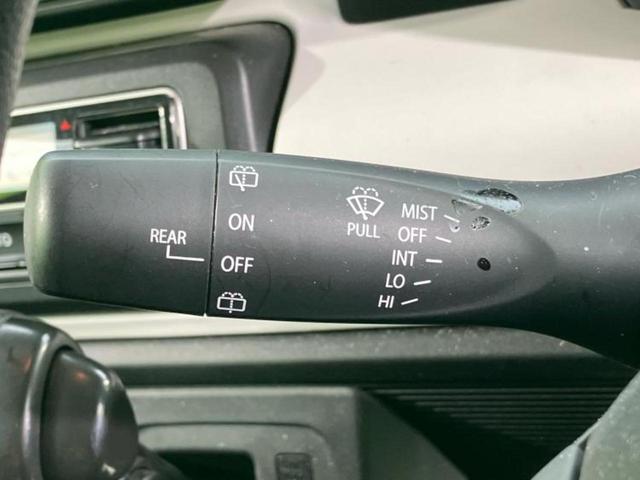 REAR
ON
OFF
PULL
MIST
OFF
INT
LO
HI